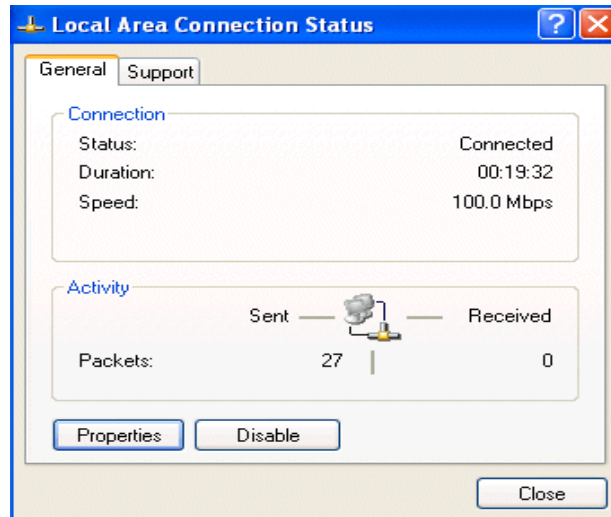 Local Area Connection Status
General Support
Connection
Status: Connected
Duration: 00:19:32
Speed: 100.0 Mbps
Activity
Sent Received
Packets: 27 0
Properties Disable
Close